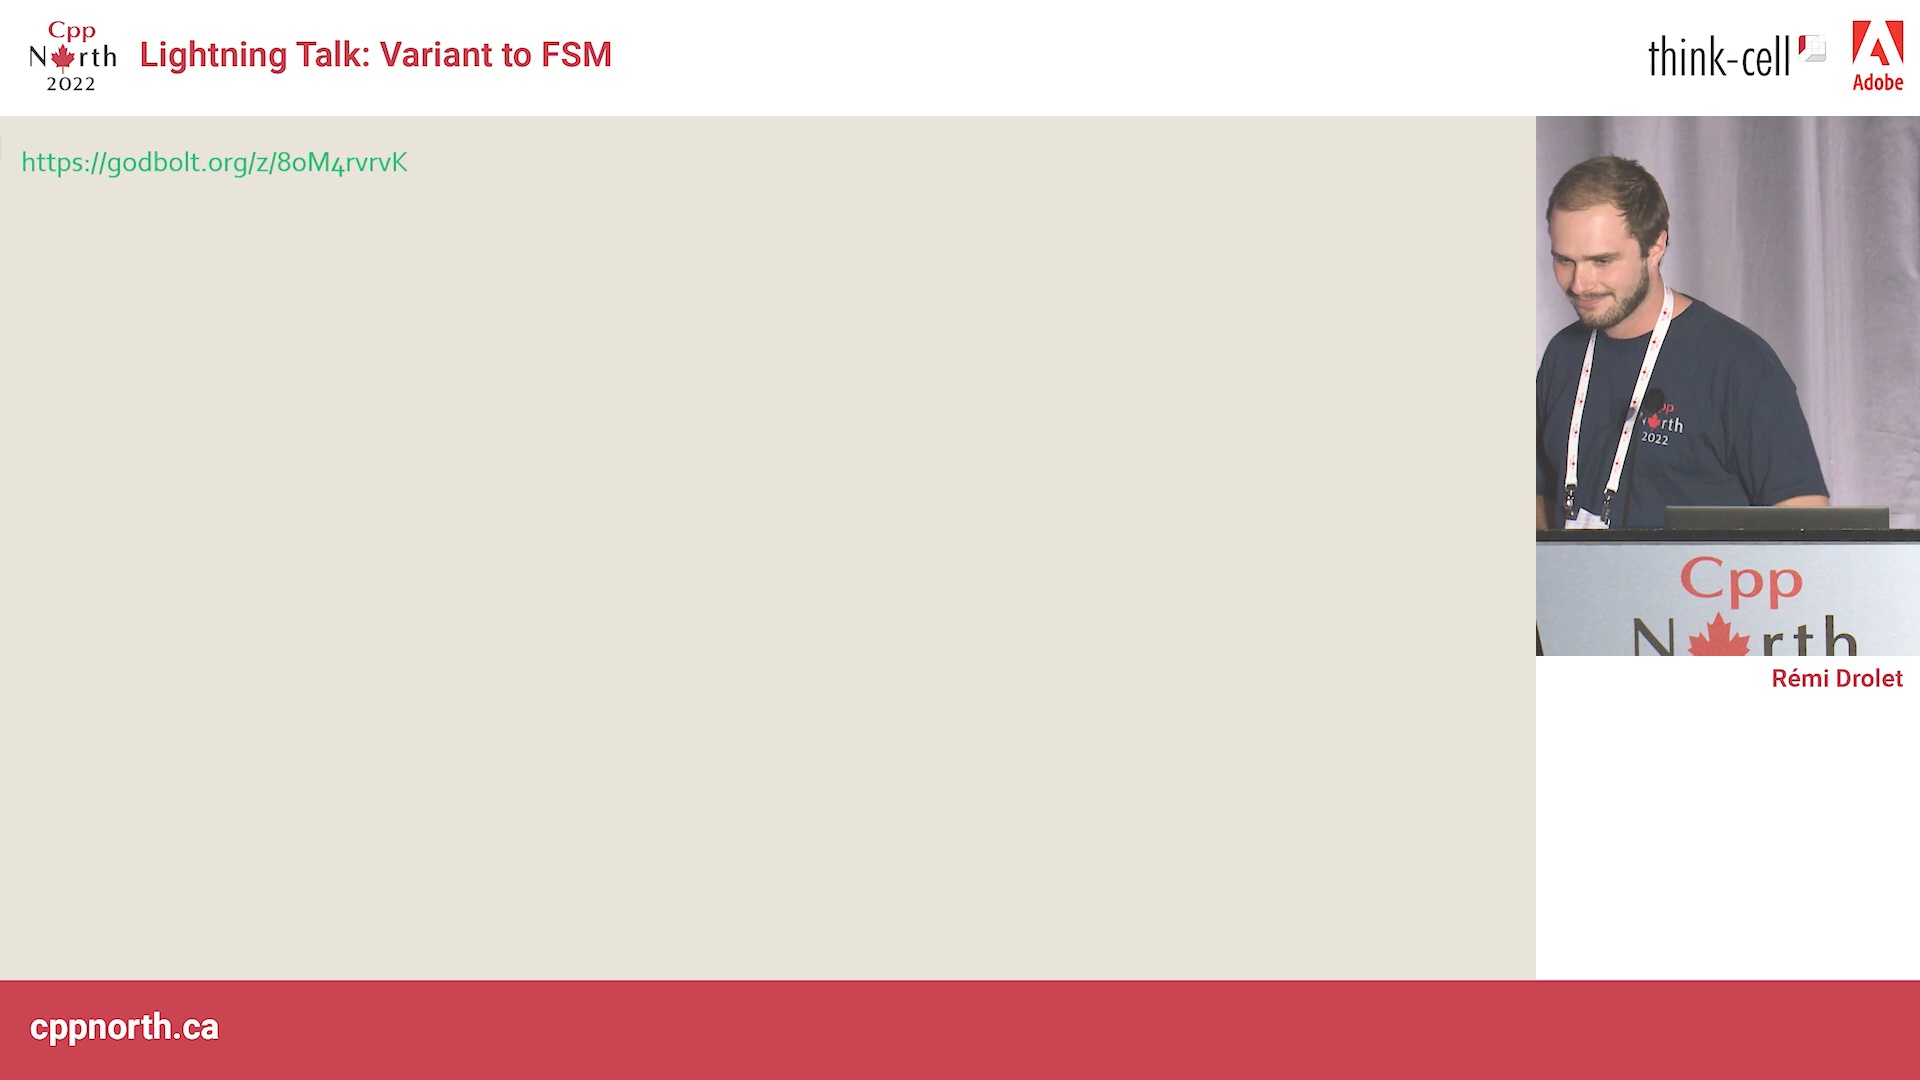 Cpp
North
2022
Lightning Talk: Variant to FSM
think-cell
Adobe
https://godbolt.org/z/8oM4rvrvK
Cpp
North
2022
Cpp
North
Rémi Drolet
cppnorth.ca